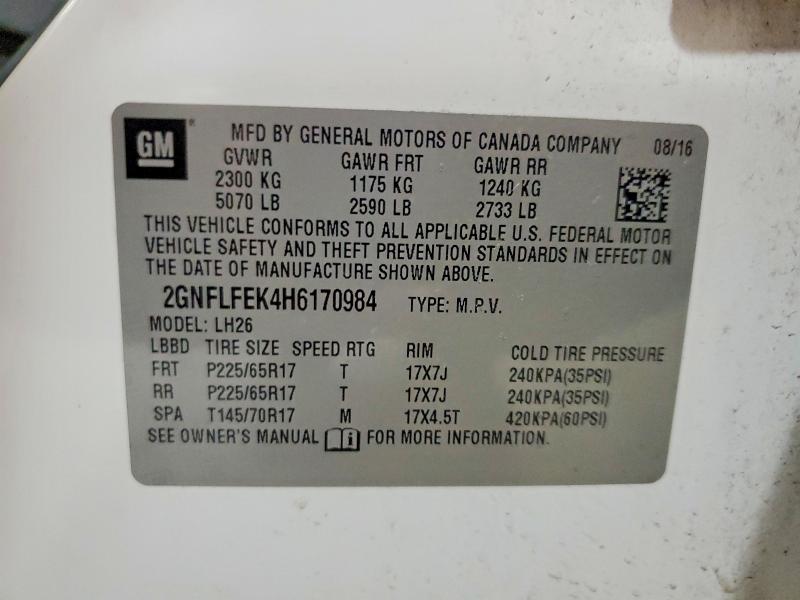 GM ® MFD BY GENERAL MOTORS OF CANADA COMPANY 08/16
GVWR GAWR FRT GAWR RR
2300 KG 1175 KG 1240 KG
5070 LB 2590 LB 2733 LB
THIS VEHICLE CONFORMS TO ALL APPLICABLE U.S. FEDERAL MOTOR
VEHICLE SAFETY AND THEFT PREVENTION STANDARDS IN EFFECT ON
THE DATE OF MANUFACTURE SHOWN ABOVE.
2GNFLFEK4H6170984 TYPE: M.P.V.
MODEL: LH26
LBBD TIRE SIZE SPEED RTG RIM COLD TIRE PRESSURE
FRT P225/65R17 T 17X7J 240KPA(35PSI)
RR P225/65R17 T 17X7J 240KPA(35PSI)
SPA T145/70R17 M 17X4.5T 420KPA(60PSI)
SEE OWNER'S MANUAL i FOR MORE INFORMATION.